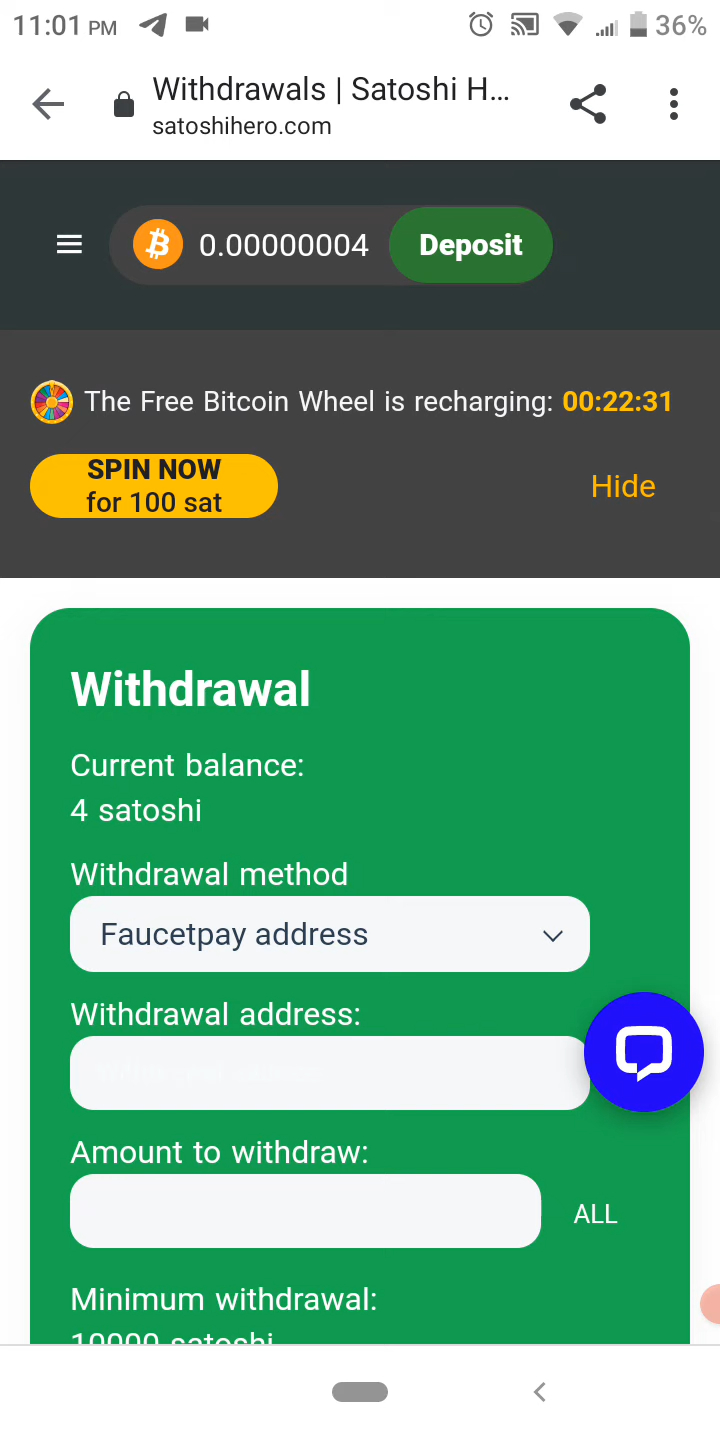 11:01 PM
36%
Withdrawals | Satoshi H...
satoshihero.com
0.00000004
Deposit
The Free Bitcoin Wheel is recharging: 00:22:31
SPIN NOW
for 100 sat
Hide
Withdrawal
Current balance:
4 satoshi
Withdrawal method
Faucetpay address
Withdrawal address:
Amount to withdraw:
ALL
Minimum withdrawal:
10000 satoshi